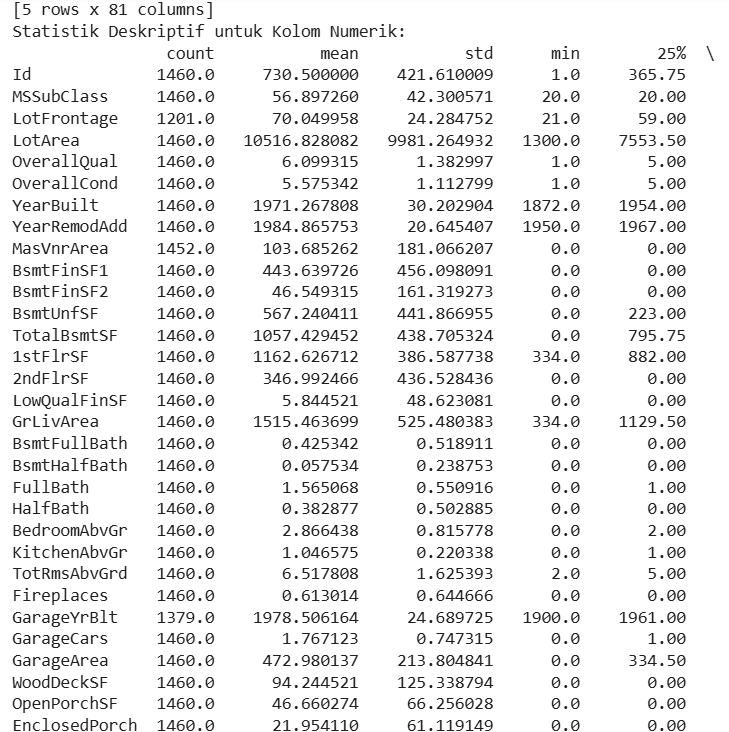 [5 rows x 81 columns]
Statistik Deskriptif untuk Kolom Numerik:
count mean std min 25% \
Id 1460.0 730.500000 421.610009 1.0 365.75
MSSubClass 1460.0 56.897260 42.300571 20.0 20.00
LotFrontage 1201.0 70.049958 24.284752 21.0 59.00
LotArea 1460.0 10516.828082 9981.264932 1300.0 7553.50
OverallQual 1460.0 6.099315 1.382997 1.0 5.00
OverallCond 1460.0 5.575342 1.112799 1.0 5.00
YearBuilt 1460.0 1971.267808 30.202904 1872.0 1954.00
YearRemodAdd 1460.0 1984.865753 20.645407 1950.0 1967.00
MasVnrArea 1452.0 103.685262 181.066207 0.0 0.00
BsmtFinSF1 1460.0 443.639726 456.098091 0.0 0.00
BsmtFinSF2 1460.0 46.549315 161.319273 0.0 0.00
BsmtUnfSF 1460.0 567.240411 441.866955 0.0 223.00
TotalBsmtSF 1460.0 1057.429452 438.705324 0.0 795.75
1stFlrSF 1460.0 1162.626712 386.587738 334.0 882.00
2ndFlrSF 1460.0 346.992466 436.528436 0.0 0.00
LowQualFinSF 1460.0 5.844521 48.623081 0.0 0.00
GrLivArea 1460.0 1515.463699 525.480383 334.0 1129.50
BsmtFullBath 1460.0 0.425342 0.518911 0.0 0.00
BsmtHalfBath 1460.0 0.057534 0.238753 0.0 0.00
FullBath 1460.0 1.565068 0.550916 0.0 1.00
HalfBath 1460.0 0.382877 0.502885 0.0 0.00
BedroomAbvGr 1460.0 2.866438 0.815778 0.0 2.00
KitchenAbvGr 1460.0 1.046575 0.220338 0.0 1.00
TotRmsAbvGrd 1460.0 6.517808 1.625393 2.0 5.00
Fireplaces 1460.0 0.613014 0.644666 0.0 0.00
GarageYrBlt 1379.0 1978.506164 24.689725 1900.0 1961.00
GarageCars 1460.0 1.767123 0.747315 0.0 1.00
GarageArea 1460.0 472.980137 213.804841 0.0 334.50
WoodDeckSF 1460.0 94.244521 125.338794 0.0 0.00
OpenPorchSF 1460.0 46.660274 66.256028 0.0 0.00
EnclosedPorch 1460.0 21.954110 61.119149 0.0 0.00